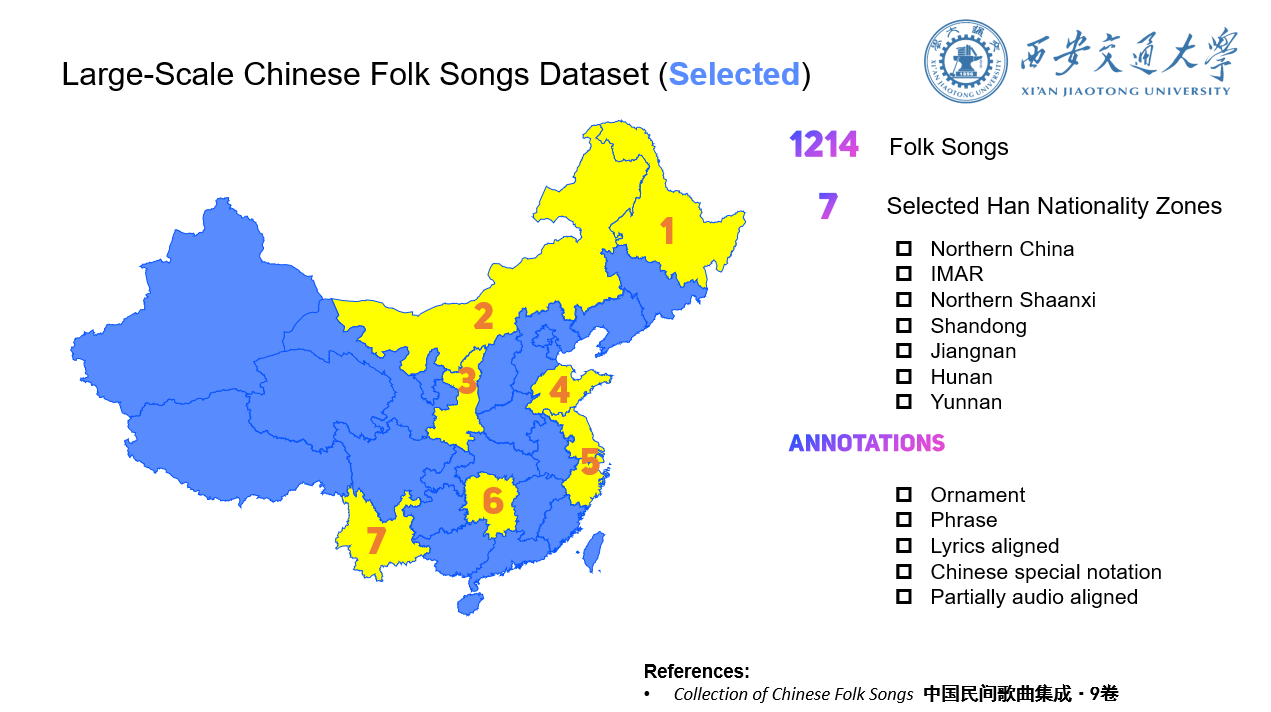 Large-Scale Chinese Folk Songs Dataset (Selected)
西安交通大学
XI'AN JIAOTONG UNIVERSITY
1214 Folk Songs
7 Selected Han Nationality Zones
Northern China
IMAR
Northern Shaanxi
Shandong
Jiangnan
Hunan
Yunnan
ANNOTATIONS
Ornament
Phrase
Lyrics aligned
Chinese special notation
Partially audio aligned
1
2
3
4
5
6
7
References:
• Collection of Chinese Folk Songs 中国民间歌曲集成·9卷